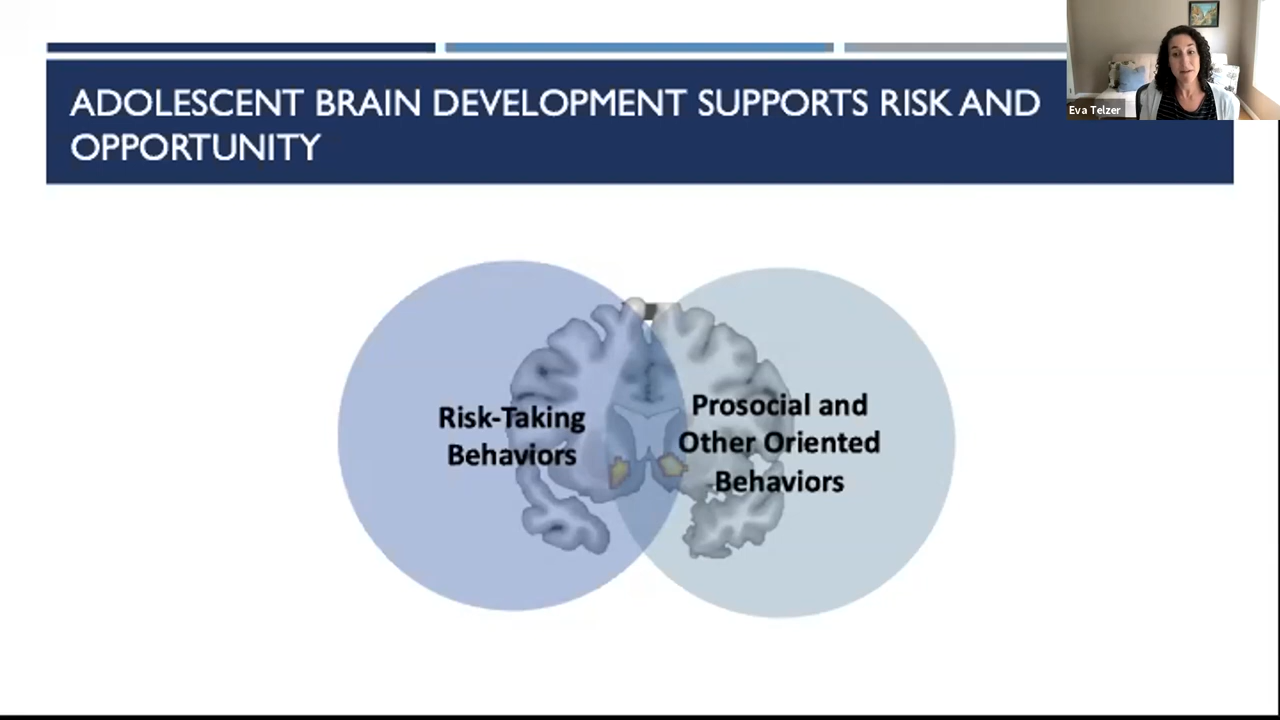 ADOLESCENT BRAIN DEVELOPMENT SUPPORTS RISK AND
OPPORTUNITY
Eva Telzer
Risk-Taking
Behaviors
Prosocial and
Other Oriented
Behaviors